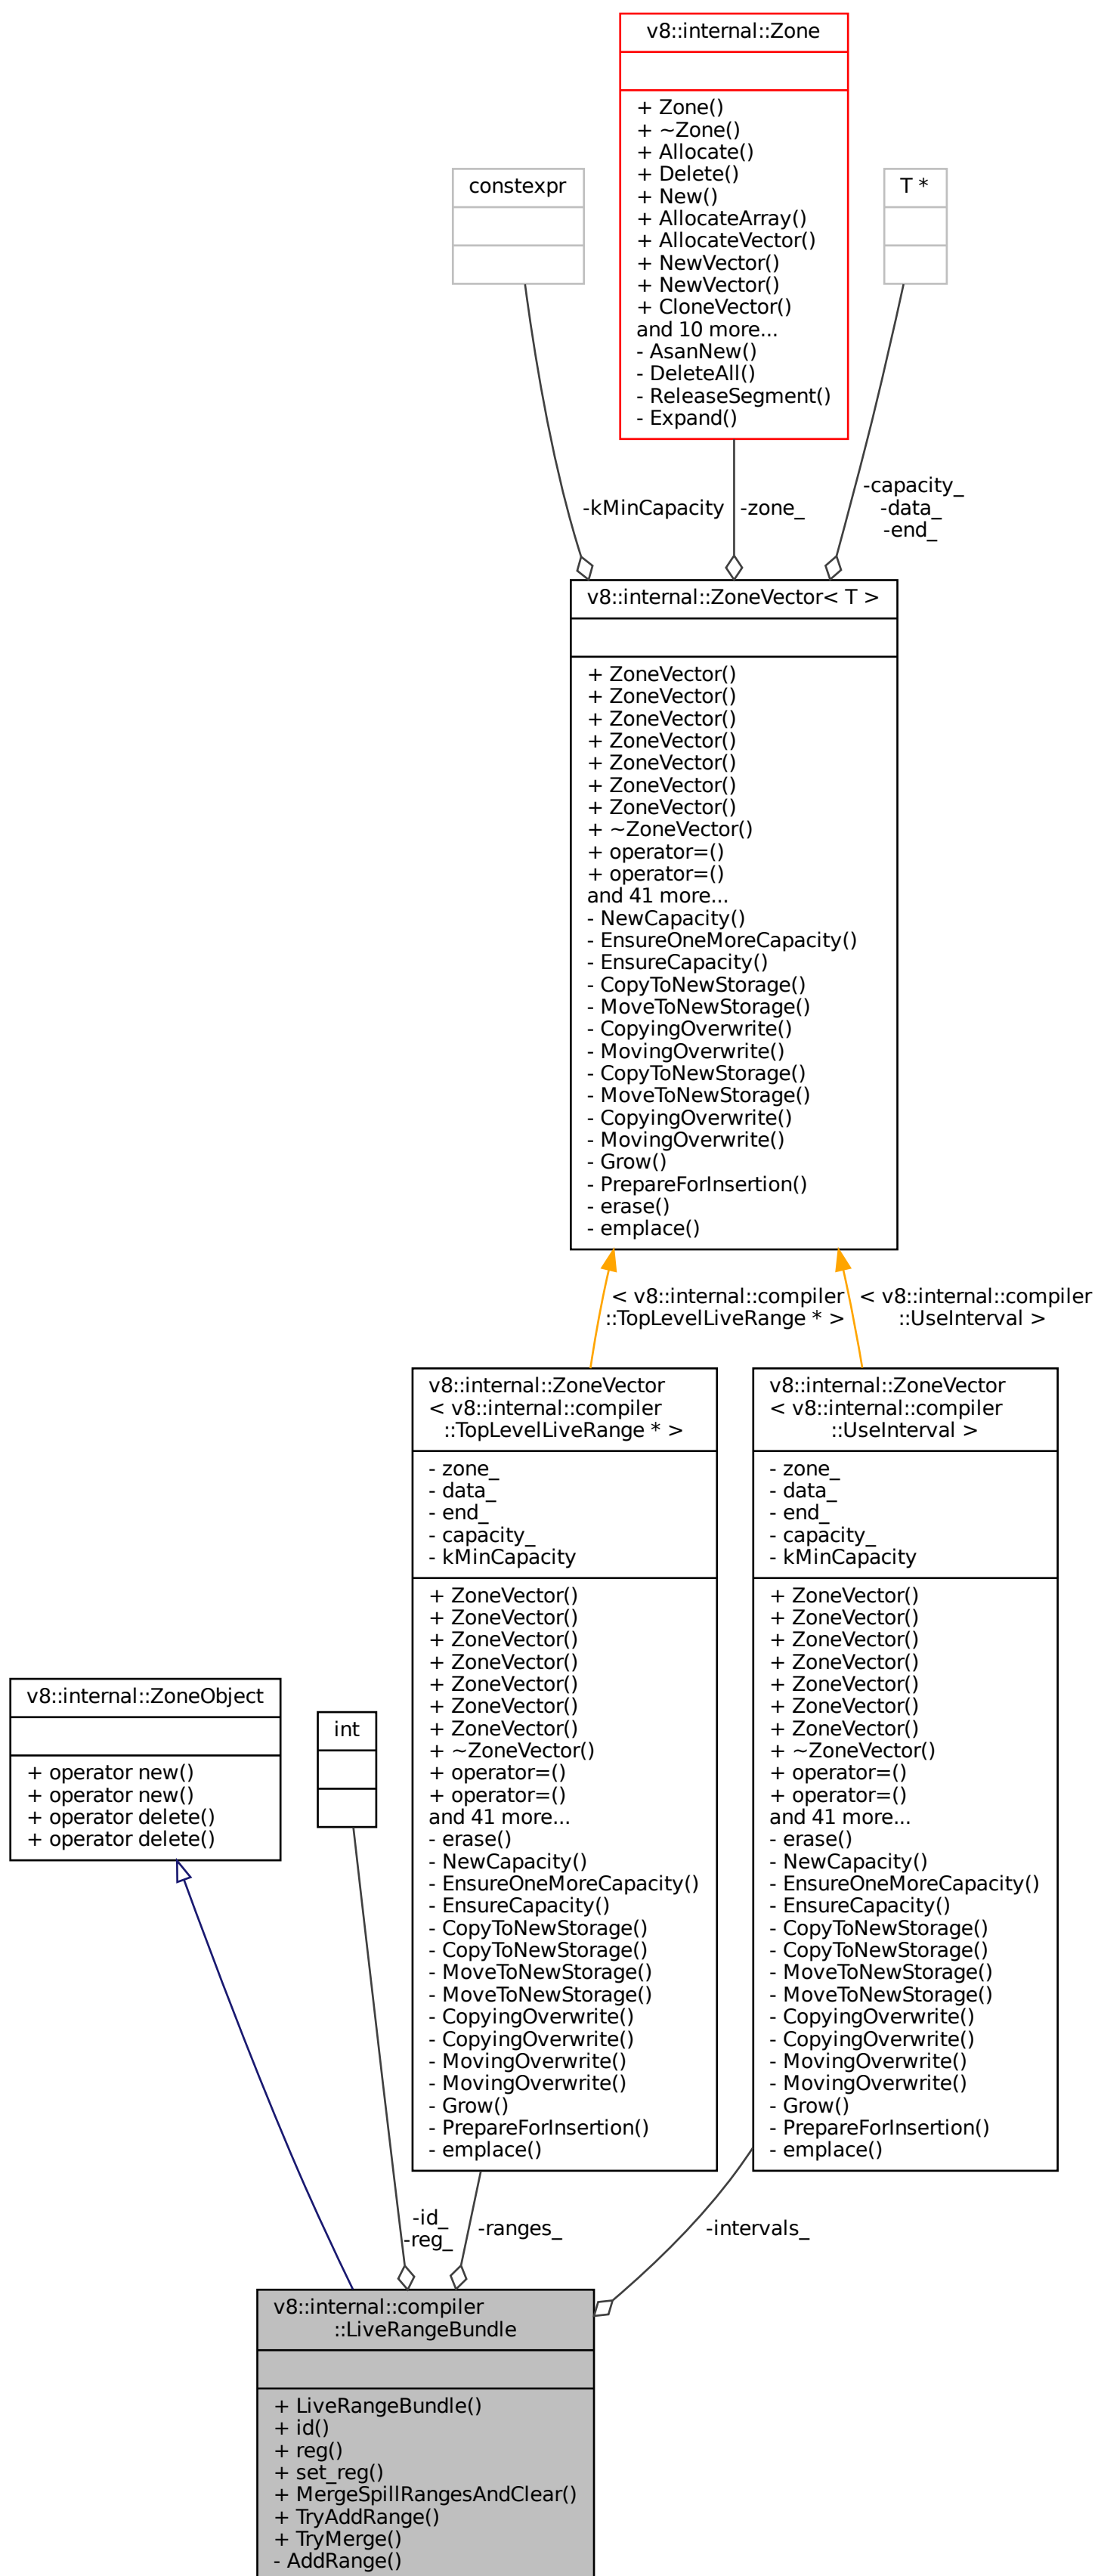 v8::internal::Zone
+ Zone()
+ ~Zone()
+ Allocate()
+ Delete()
+ New()
+ AllocateArray()
+ AllocateVector()
+ NewVector()
+ NewVector()
+ CloneVector()
and 10 more...
- AsanNew()
- DeleteAll()
- ReleaseSegment()
- Expand()
constexpr
T *
-kMinCapacity
-zone_
-capacity_
-data_
-end_
v8::internal::ZoneVector< T >
+ ZoneVector()
+ ZoneVector()
+ ZoneVector()
+ ZoneVector()
+ ZoneVector()
+ ZoneVector()
+ ZoneVector()
+ ~ZoneVector()
+ operator=()
+ operator=()
and 41 more...
- NewCapacity()
- EnsureOneMoreCapacity()
- EnsureCapacity()
- CopyToNewStorage()
- MoveToNewStorage()
- CopyingOverwrite()
- MovingOverwrite()
- CopyToNewStorage()
- MoveToNewStorage()
- CopyingOverwrite()
- MovingOverwrite()
- Grow()
- PrepareForInsertion()
- erase()
- emplace()
< v8::internal::compiler
::TopLevelLiveRange * >
< v8::internal::compiler
::UseInterval >
v8::internal::ZoneVector
< v8::internal::compiler
::TopLevelLiveRange * >
- zone_
- data_
- end_
- capacity_
- kMinCapacity
+ ZoneVector()
+ ZoneVector()
+ ZoneVector()
+ ZoneVector()
+ ZoneVector()
+ ZoneVector()
+ ZoneVector()
+ ~ZoneVector()
+ operator=()
+ operator=()
and 41 more...
- erase()
- NewCapacity()
- EnsureOneMoreCapacity()
- EnsureCapacity()
- CopyToNewStorage()
- CopyToNewStorage()
- MoveToNewStorage()
- MoveToNewStorage()
- CopyingOverwrite()
- CopyingOverwrite()
- MovingOverwrite()
- MovingOverwrite()
- Grow()
- PrepareForInsertion()
- emplace()
v8::internal::ZoneVector
< v8::internal::compiler
::UseInterval >
- zone_
- data_
- end_
- capacity_
- kMinCapacity
+ ZoneVector()
+ ZoneVector()
+ ZoneVector()
+ ZoneVector()
+ ZoneVector()
+ ZoneVector()
+ ZoneVector()
+ ~ZoneVector()
+ operator=()
+ operator=()
and 41 more...
- erase()
- NewCapacity()
- EnsureOneMoreCapacity()
- EnsureCapacity()
- CopyToNewStorage()
- CopyToNewStorage()
- MoveToNewStorage()
- MoveToNewStorage()
- CopyingOverwrite()
- CopyingOverwrite()
- MovingOverwrite()
- MovingOverwrite()
- Grow()
- PrepareForInsertion()
- emplace()
v8::internal::ZoneObject
+ operator new()
+ operator new()
+ operator delete()
+ operator delete()
int
-id_
-reg_
-ranges_
-intervals_
v8::internal::compiler
::LiveRangeBundle
+ LiveRangeBundle()
+ id()
+ reg()
+ set_reg()
+ MergeSpillRangesAndClear()
+ TryAddRange()
+ TryMerge()
- AddRange()